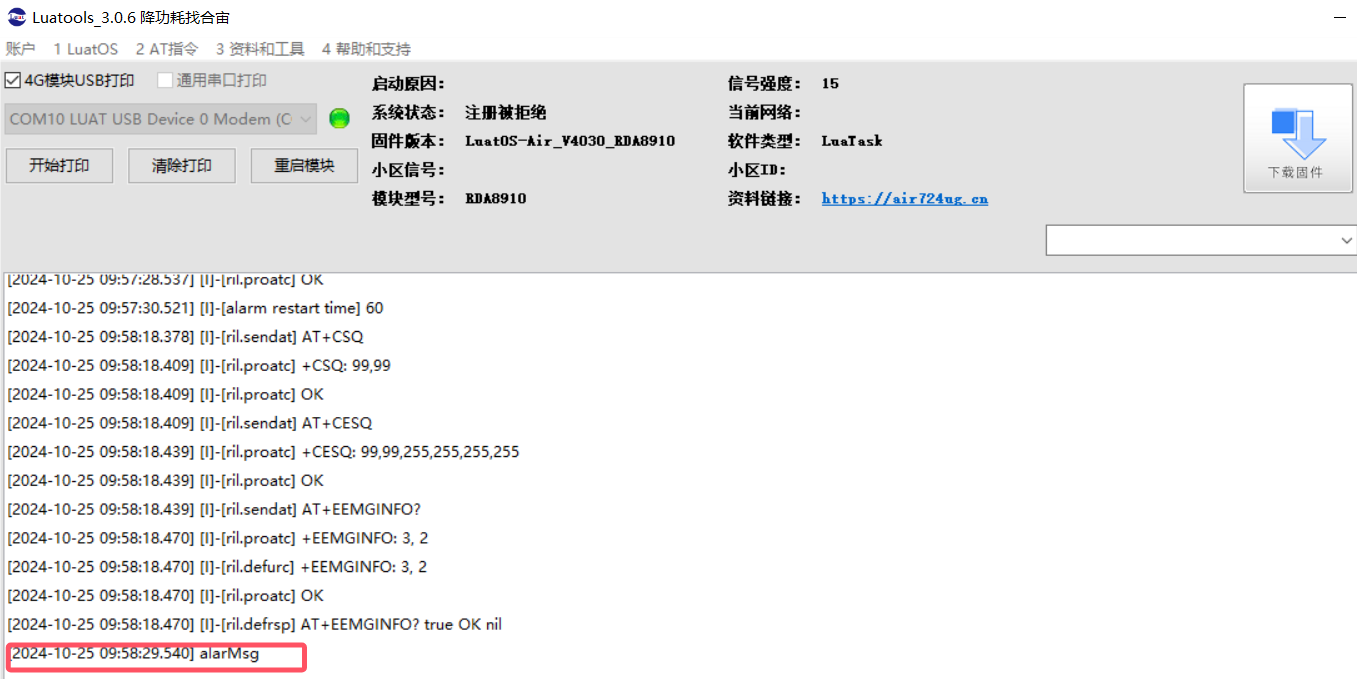 Luatools_3.0.6 降功耗找合宙
账户 1 LuatOS 2 AT指令 3 资料和工具 4 帮助和支持
4G模块USB打印 通用串口打印
COM10 LUAT USB Device 0 Modem (C
开始打印 清除打印 重启模块
启动原因： 信号强度： 15
系统状态： 注册被拒绝 当前网络：
固件版本： LuatOS-Air_V4030_RDA8910 软件类型： LuaTask
小区信号： 小区ID：
模块型号： RDA8910 资料链接： https://air724ug.cn
下载固件
[2024-10-25 09:57:28.537] [I]-[ril.proatc] OK
[2024-10-25 09:57:30.521] [I]-[alarm restart time] 60
[2024-10-25 09:58:18.378] [I]-[ril.sendat] AT+CSQ
[2024-10-25 09:58:18.409] [I]-[ril.proatc] +CSQ: 99,99
[2024-10-25 09:58:18.409] [I]-[ril.proatc] OK
[2024-10-25 09:58:18.409] [I]-[ril.sendat] AT+CESQ
[2024-10-25 09:58:18.439] [I]-[ril.proatc] +CESQ: 99,99,255,255,255,255
[2024-10-25 09:58:18.439] [I]-[ril.proatc] OK
[2024-10-25 09:58:18.439] [I]-[ril.sendat] AT+EEMGINFO?
[2024-10-25 09:58:18.470] [I]-[ril.proatc] +EEMGINFO: 3, 2
[2024-10-25 09:58:18.470] [I]-[ril.defurc] +EEMGINFO: 3, 2
[2024-10-25 09:58:18.470] [I]-[ril.proatc] OK
[2024-10-25 09:58:18.470] [I]-[ril.defrsp] AT+EEMGINFO? true OK nil
[2024-10-25 09:58:29.540] alarMsg